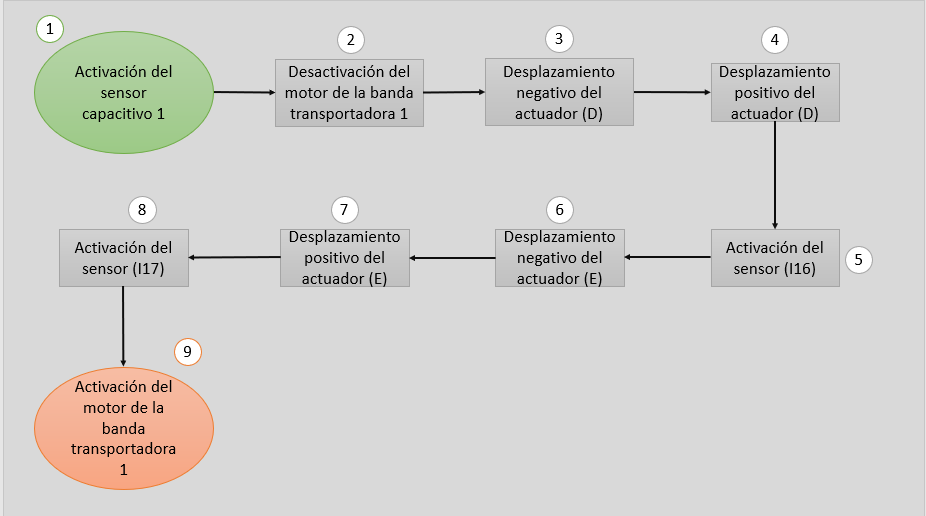 1
Activación del
sensor
capacitivo 1
2
Desactivación del
motor de la banda
transportadora 1
3
Desplazamiento
negativo del
actuador (D)
4
Desplazamiento
positivo del
actuador (D)
5
Activación del
sensor (I16)
6
Desplazamiento
negativo del
actuador (E)
7
Desplazamiento
positivo del
actuador (E)
8
Activación del
sensor (I17)
9
Activación del
motor de la
banda
transportadora
1